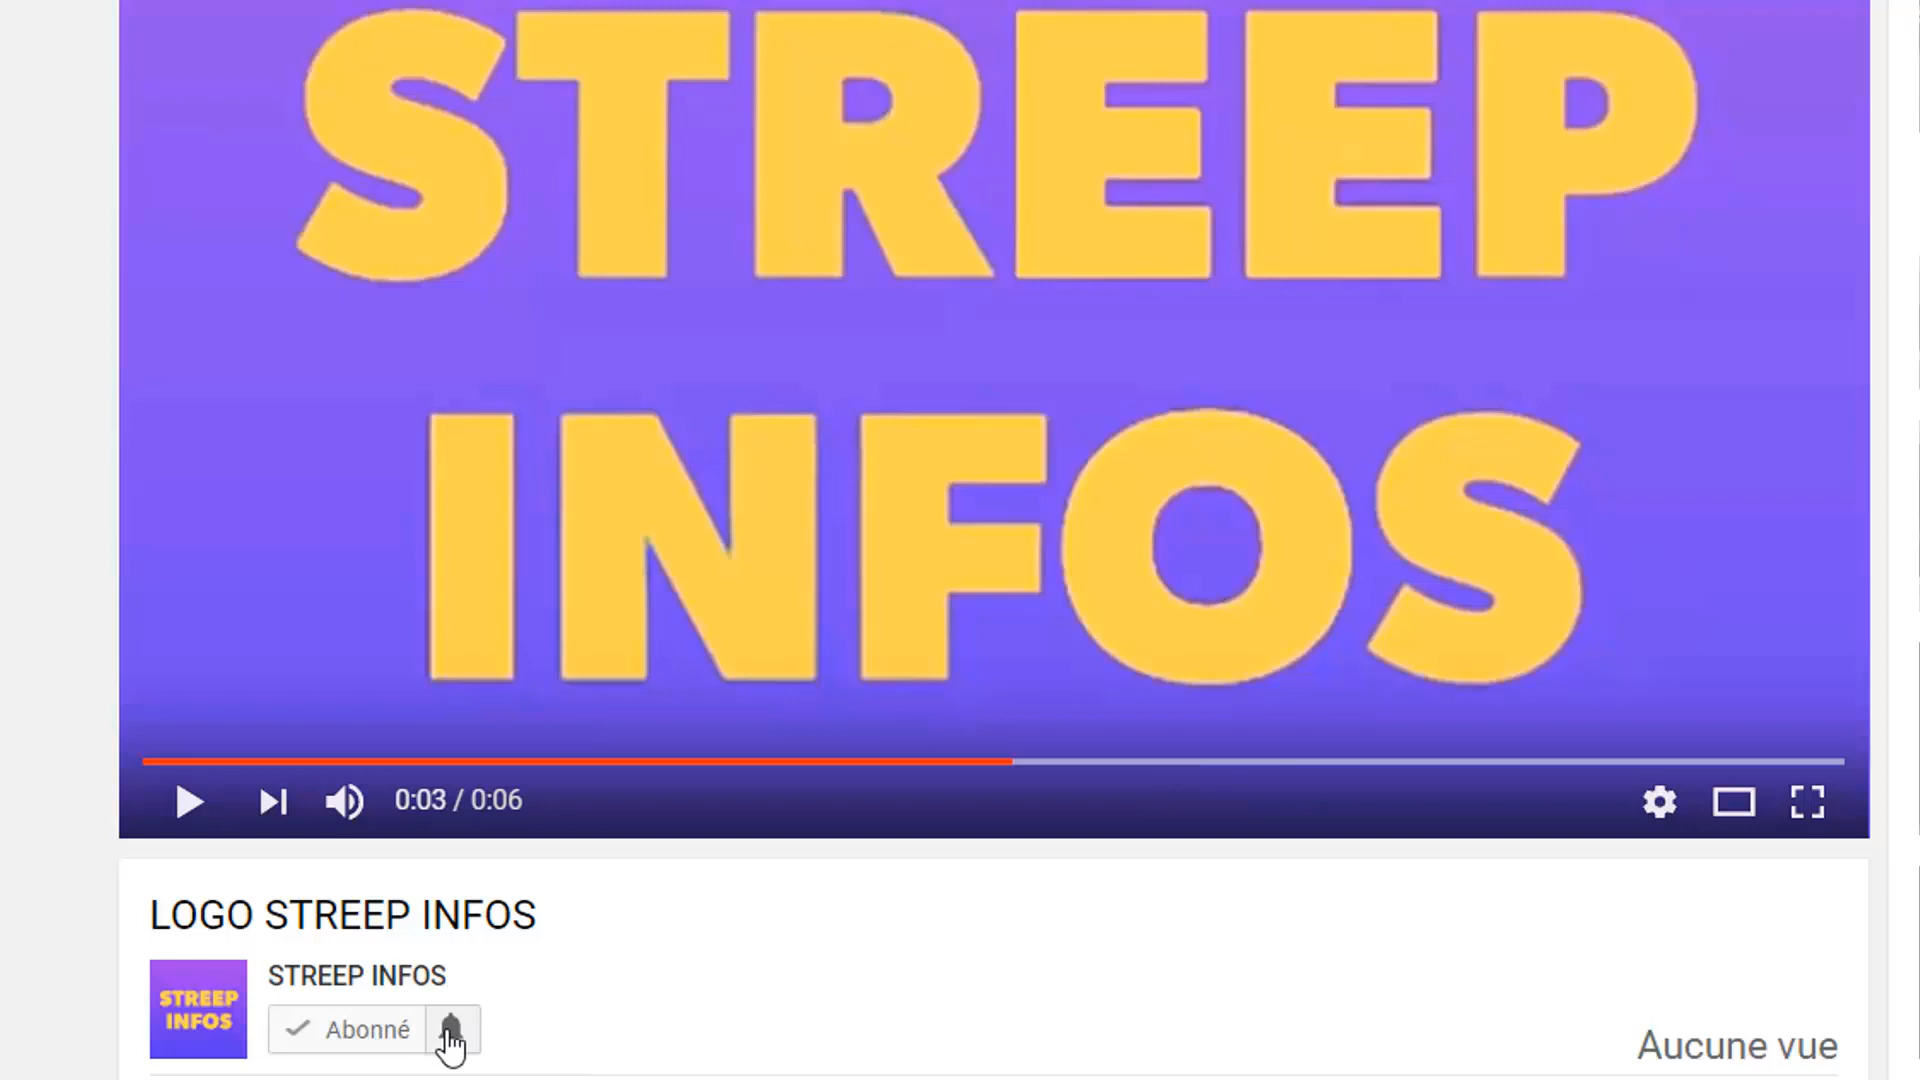 STREEP
INFOS
0:03 / 0:06
LOGO STREEP INFOS
STREEP INFOS
STREEP
INFOS
Abonné
Aucune vue